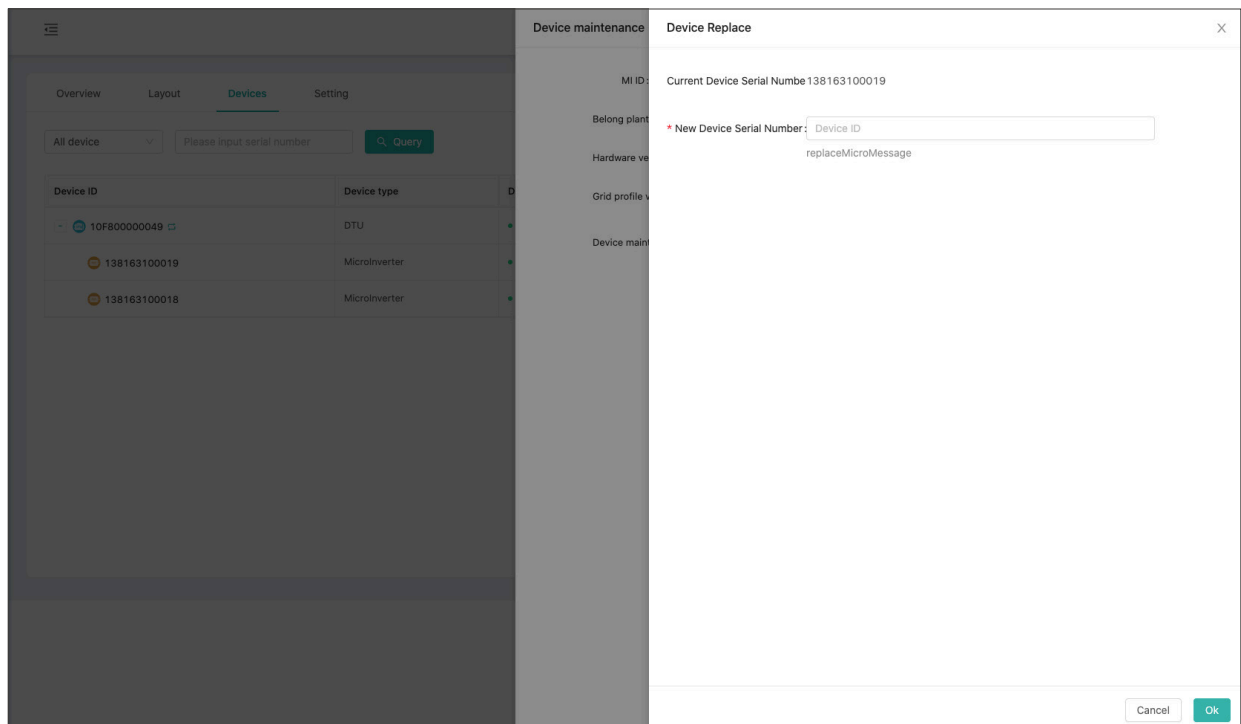 Device maintenance
Device Replace
MI ID:
Current Device Serial Numbe 138163100019
Overview Layout Devices Setting
Belong plant
* New Device Serial Number: Device ID
All device Please input serial number Query
replaceMicroMessage
Hardware ve
Device ID Device type D
Grid profile v
10F800000049 DTU
Device maint
138163100019 MicroInverter
138163100018 MicroInverter
Cancel Ok